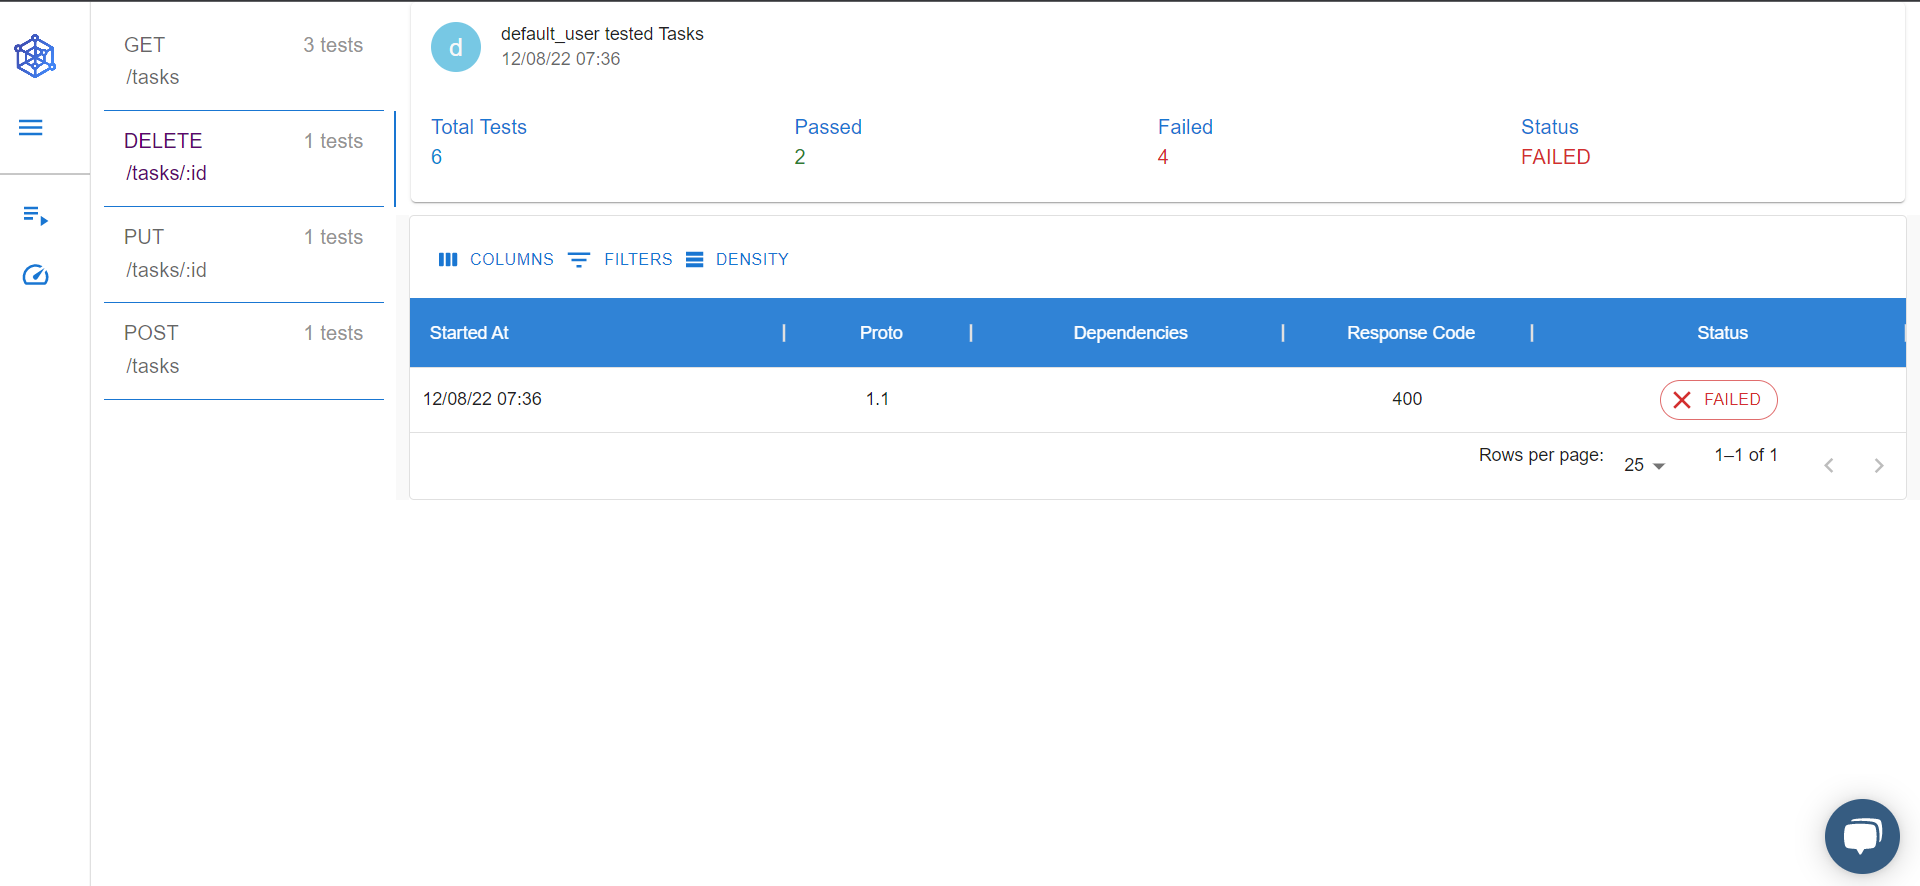 GET 3 tests
/tasks
DELETE 1 tests
/tasks/:id
PUT 1 tests
/tasks/:id
POST 1 tests
/tasks
d
default_user tested Tasks
12/08/22 07:36
Total Tests Passed Failed Status
6 2 4 FAILED
COLUMNS FILTERS DENSITY
Started At Proto Dependencies Response Code Status
12/08/22 07:36 1.1 400 FAILED
Rows per page: 25 1–1 of 1